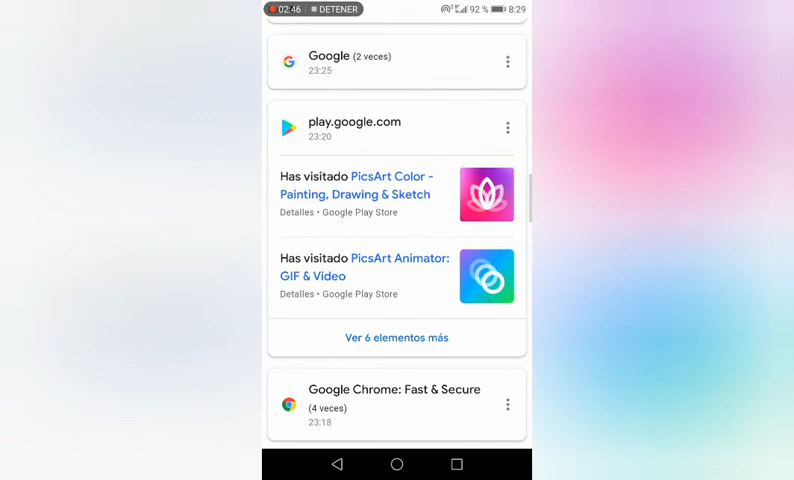 02:46 DETENER 92 % 8:29
Google (2 veces)
23:25
play.google.com
23:20
Has visitado PicsArt Color -
Painting, Drawing & Sketch
Detalles • Google Play Store
Has visitado PicsArt Animator:
GIF & Video
Detalles • Google Play Store
Ver 6 elementos más
Google Chrome: Fast & Secure
(4 veces)
23:18